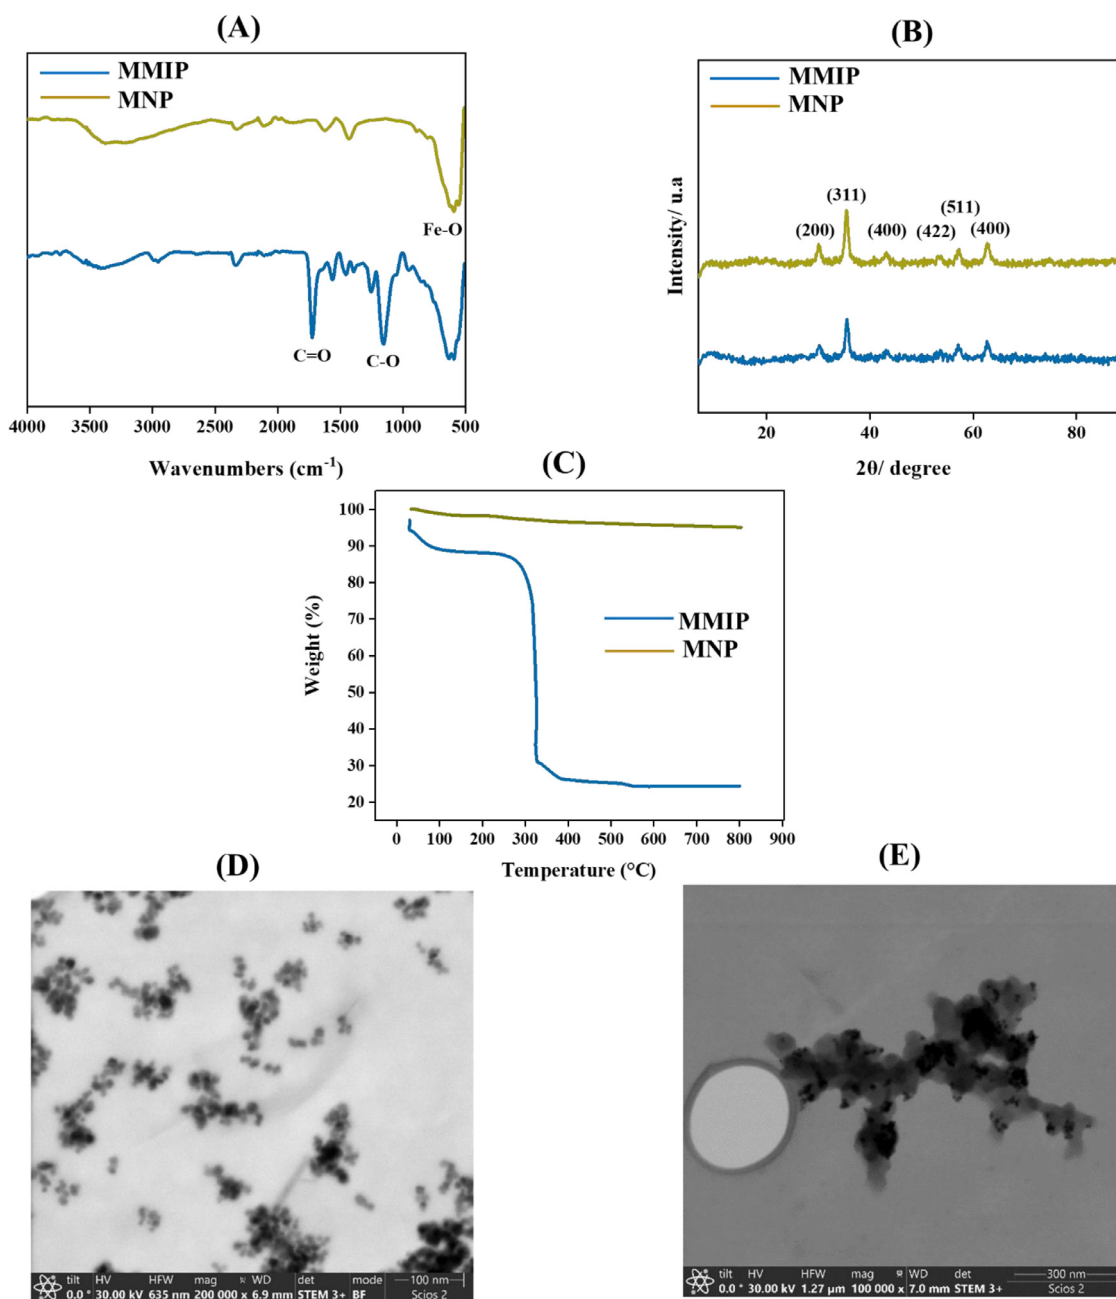 (A)
MMIP
MNP
Fe-O
C=O
C-O
4000 3500 3000 2500 2000 1500 1000 500
Wavenumbers (cm⁻¹)
(B)
MMIP
MNP
Intensity/ u.a
(200)
(311)
(400)
(422)
(511)
(400)
20 40 60 80
2θ/ degree
(C)
100
90
80
70
60
50
40
30
20
Weight (%)
MMIP
MNP
0 100 200 300 400 500 600 700 800 900
Temperature (°C)
(D)
tilt HV HFW mag WD det mode 100 nm
0.0 ° 30.00 kV 635 nm 200 000 x 6.9 mm STEM 3+ BF Scios 2
(E)
tilt HV HFW mag WD det 300 nm
0.0 ° 30.00 kV 1.27 µm 100 000 x 7.0 mm STEM 3+ Scios 2